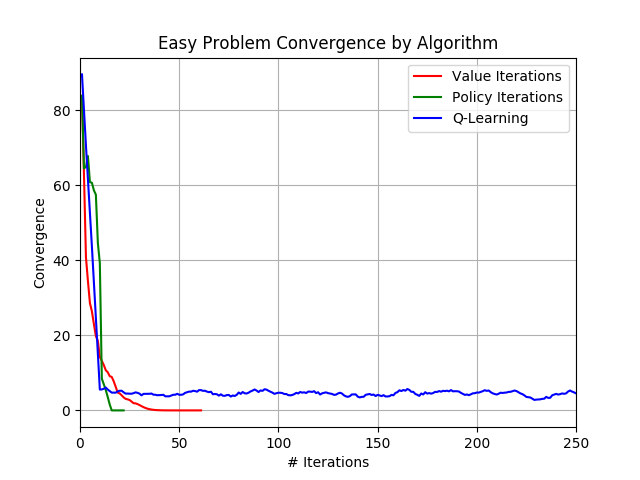 Easy Problem Convergence by Algorithm
Value Iterations
Policy Iterations
Q-Learning
Convergence
80
60
40
20
0
0 50 100 150 200 250
# Iterations